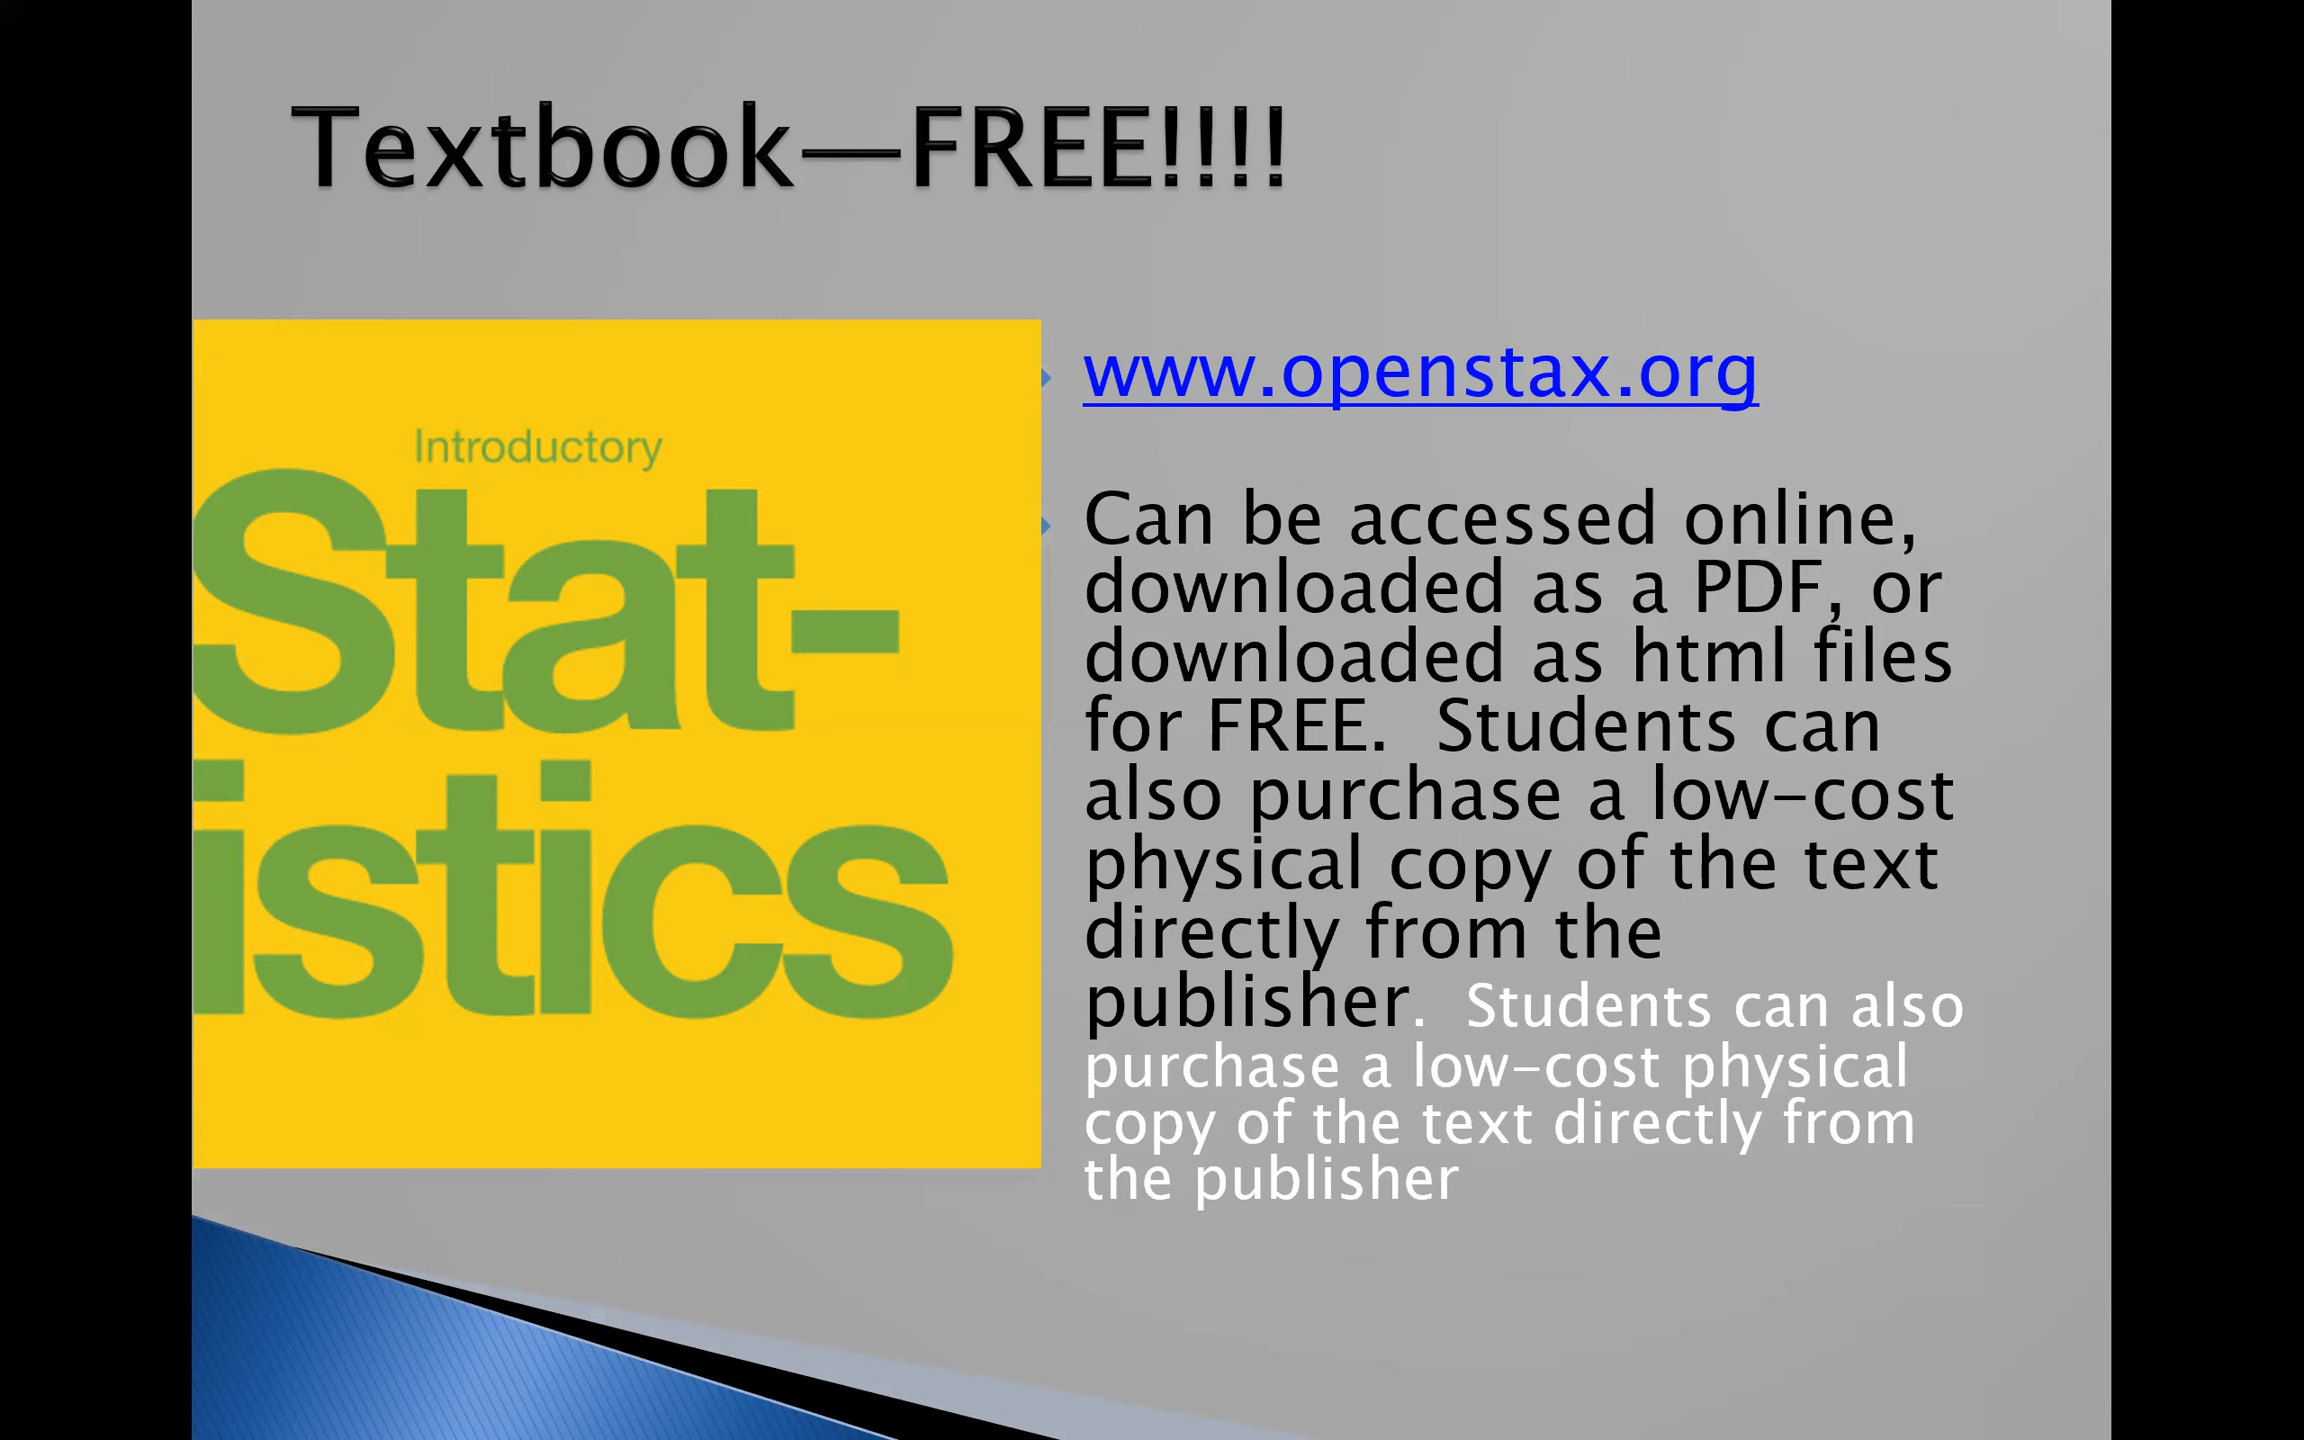 Textbook—FREE!!!!
Introductory
Stat-
istics
www.openstax.org
Can be accessed online,
downloaded as a PDF, or
downloaded as html files
for FREE.  Students can
also purchase a low-cost
physical copy of the text
directly from the
publisher.  Students can also
purchase a low-cost physical
copy of the text directly from
the publisher